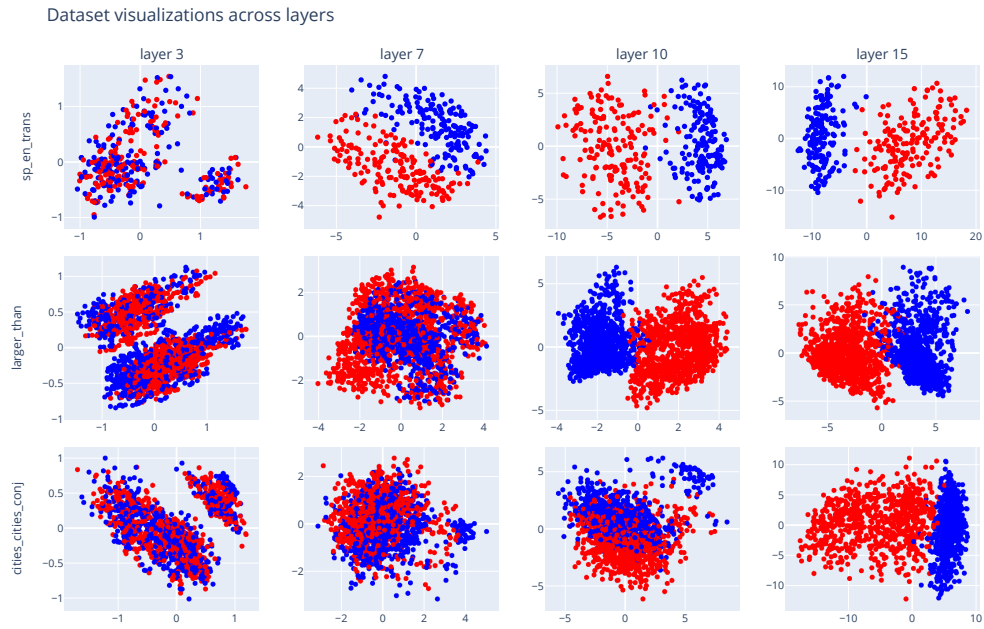 Dataset visualizations across layers
layer 3 layer 7 layer 10 layer 15
sp_en_trans
1 0 −1
−1 0 1
4 2 0 −2 −4
−5 0 5
5 0 −5
−10 −5 0 5
10 0 −10
−10 0 10 20
larger_than
1 0.5 0 −0.5 −1
−1 0 1
2 0 −2
−4 −2 0 2 4
5 0 −5
−4 −2 0 2 4
10 5 0 −5
−5 0 5
cities_cities_conj
1 0.5 0 −0.5 −1
−1 0 1
2 0 −2
−2 0 2 4
5 0 −5
−5 0 5
10 5 0 −5 −10
−10 0